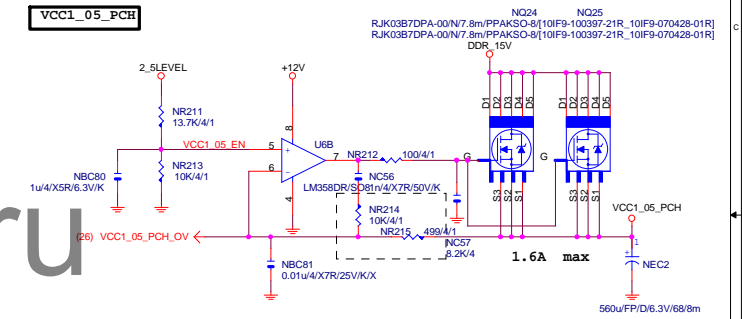 VCC1_05_PCH
NQ24 NQ25
RJK03B7DPA-00/N/7.8m/PPAKSO-8/[10IF9-100397-21R_10IF9-070428-01R]
RJK03B7DPA-00/N/7.8m/PPAKSO-8/[10IF9-100397-21R_10IF9-070428-01R]
DDR_15V
C
2_5LEVEL
+12V
D1 D2 D3 D4 D5
D1 D2 D3 D4 D5
NR211
13.7K/4/1
8
U6B
VCC1_05_EN
5
+
7
NR212
100/4/1
G
G
6
-
NBC80
1u/4/X5R/6.3V/K
NR213
10K/4/1
NC56
LM358DR/SO81n/4/X7R/50V/K
4
S3 S2 S1
S3 S2 S1
NR214
10K/4/1
VCC1_05_PCH
ru
(26) VCC1_05_PCH_OV
NR215
499/4/1
NC57
8.2K/4
1.6A max
1
+
NEC2
NBC81
0.01u/4/X7R/25V/K/X
560u/FP/D/6.3V/68/8m